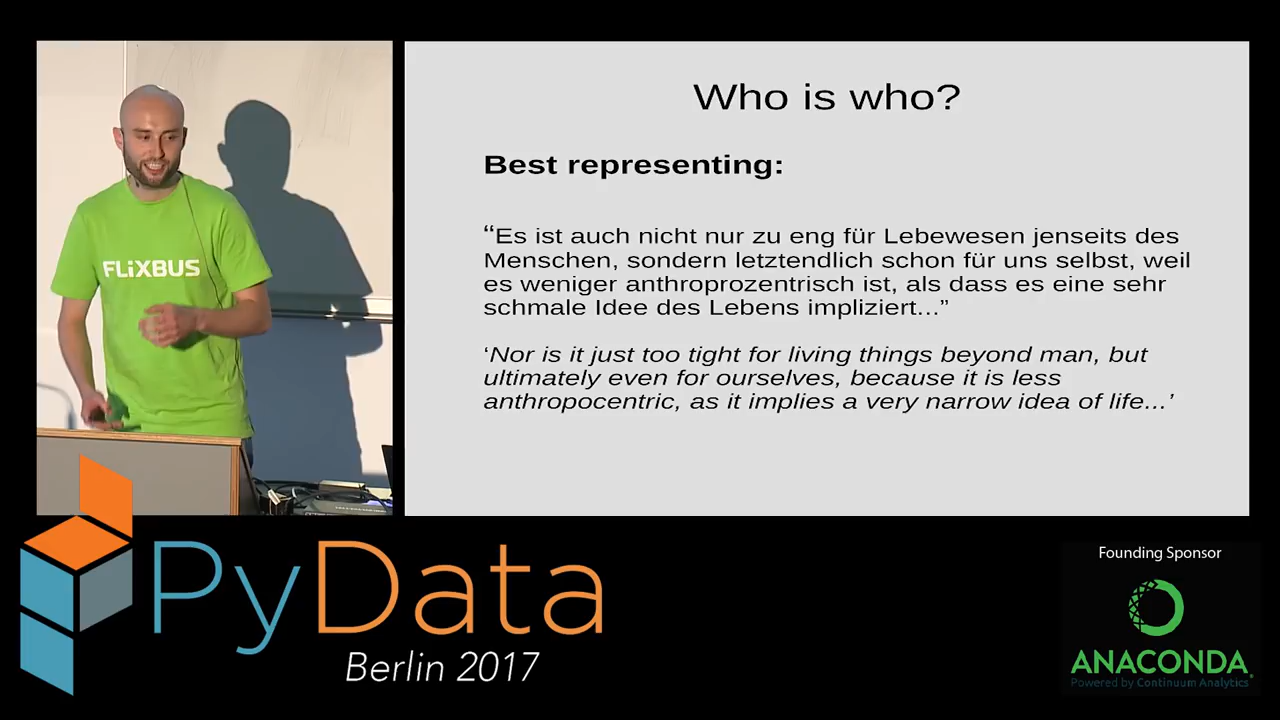 Who is who?
Best representing:
“Es ist auch nicht nur zu eng für Lebewesen jenseits des
Menschen, sondern letztendlich schon für uns selbst, weil
es weniger anthroprozentrisch ist, als dass es eine sehr
schmale Idee des Lebens impliziert...”
‘Nor is it just too tight for living things beyond man, but
ultimately even for ourselves, because it is less
anthropocentric, as it implies a very narrow idea of life...’
FLiXBUS
PyData
Berlin 2017
Founding Sponsor
ANACONDA
Powered by Continuum Analytics